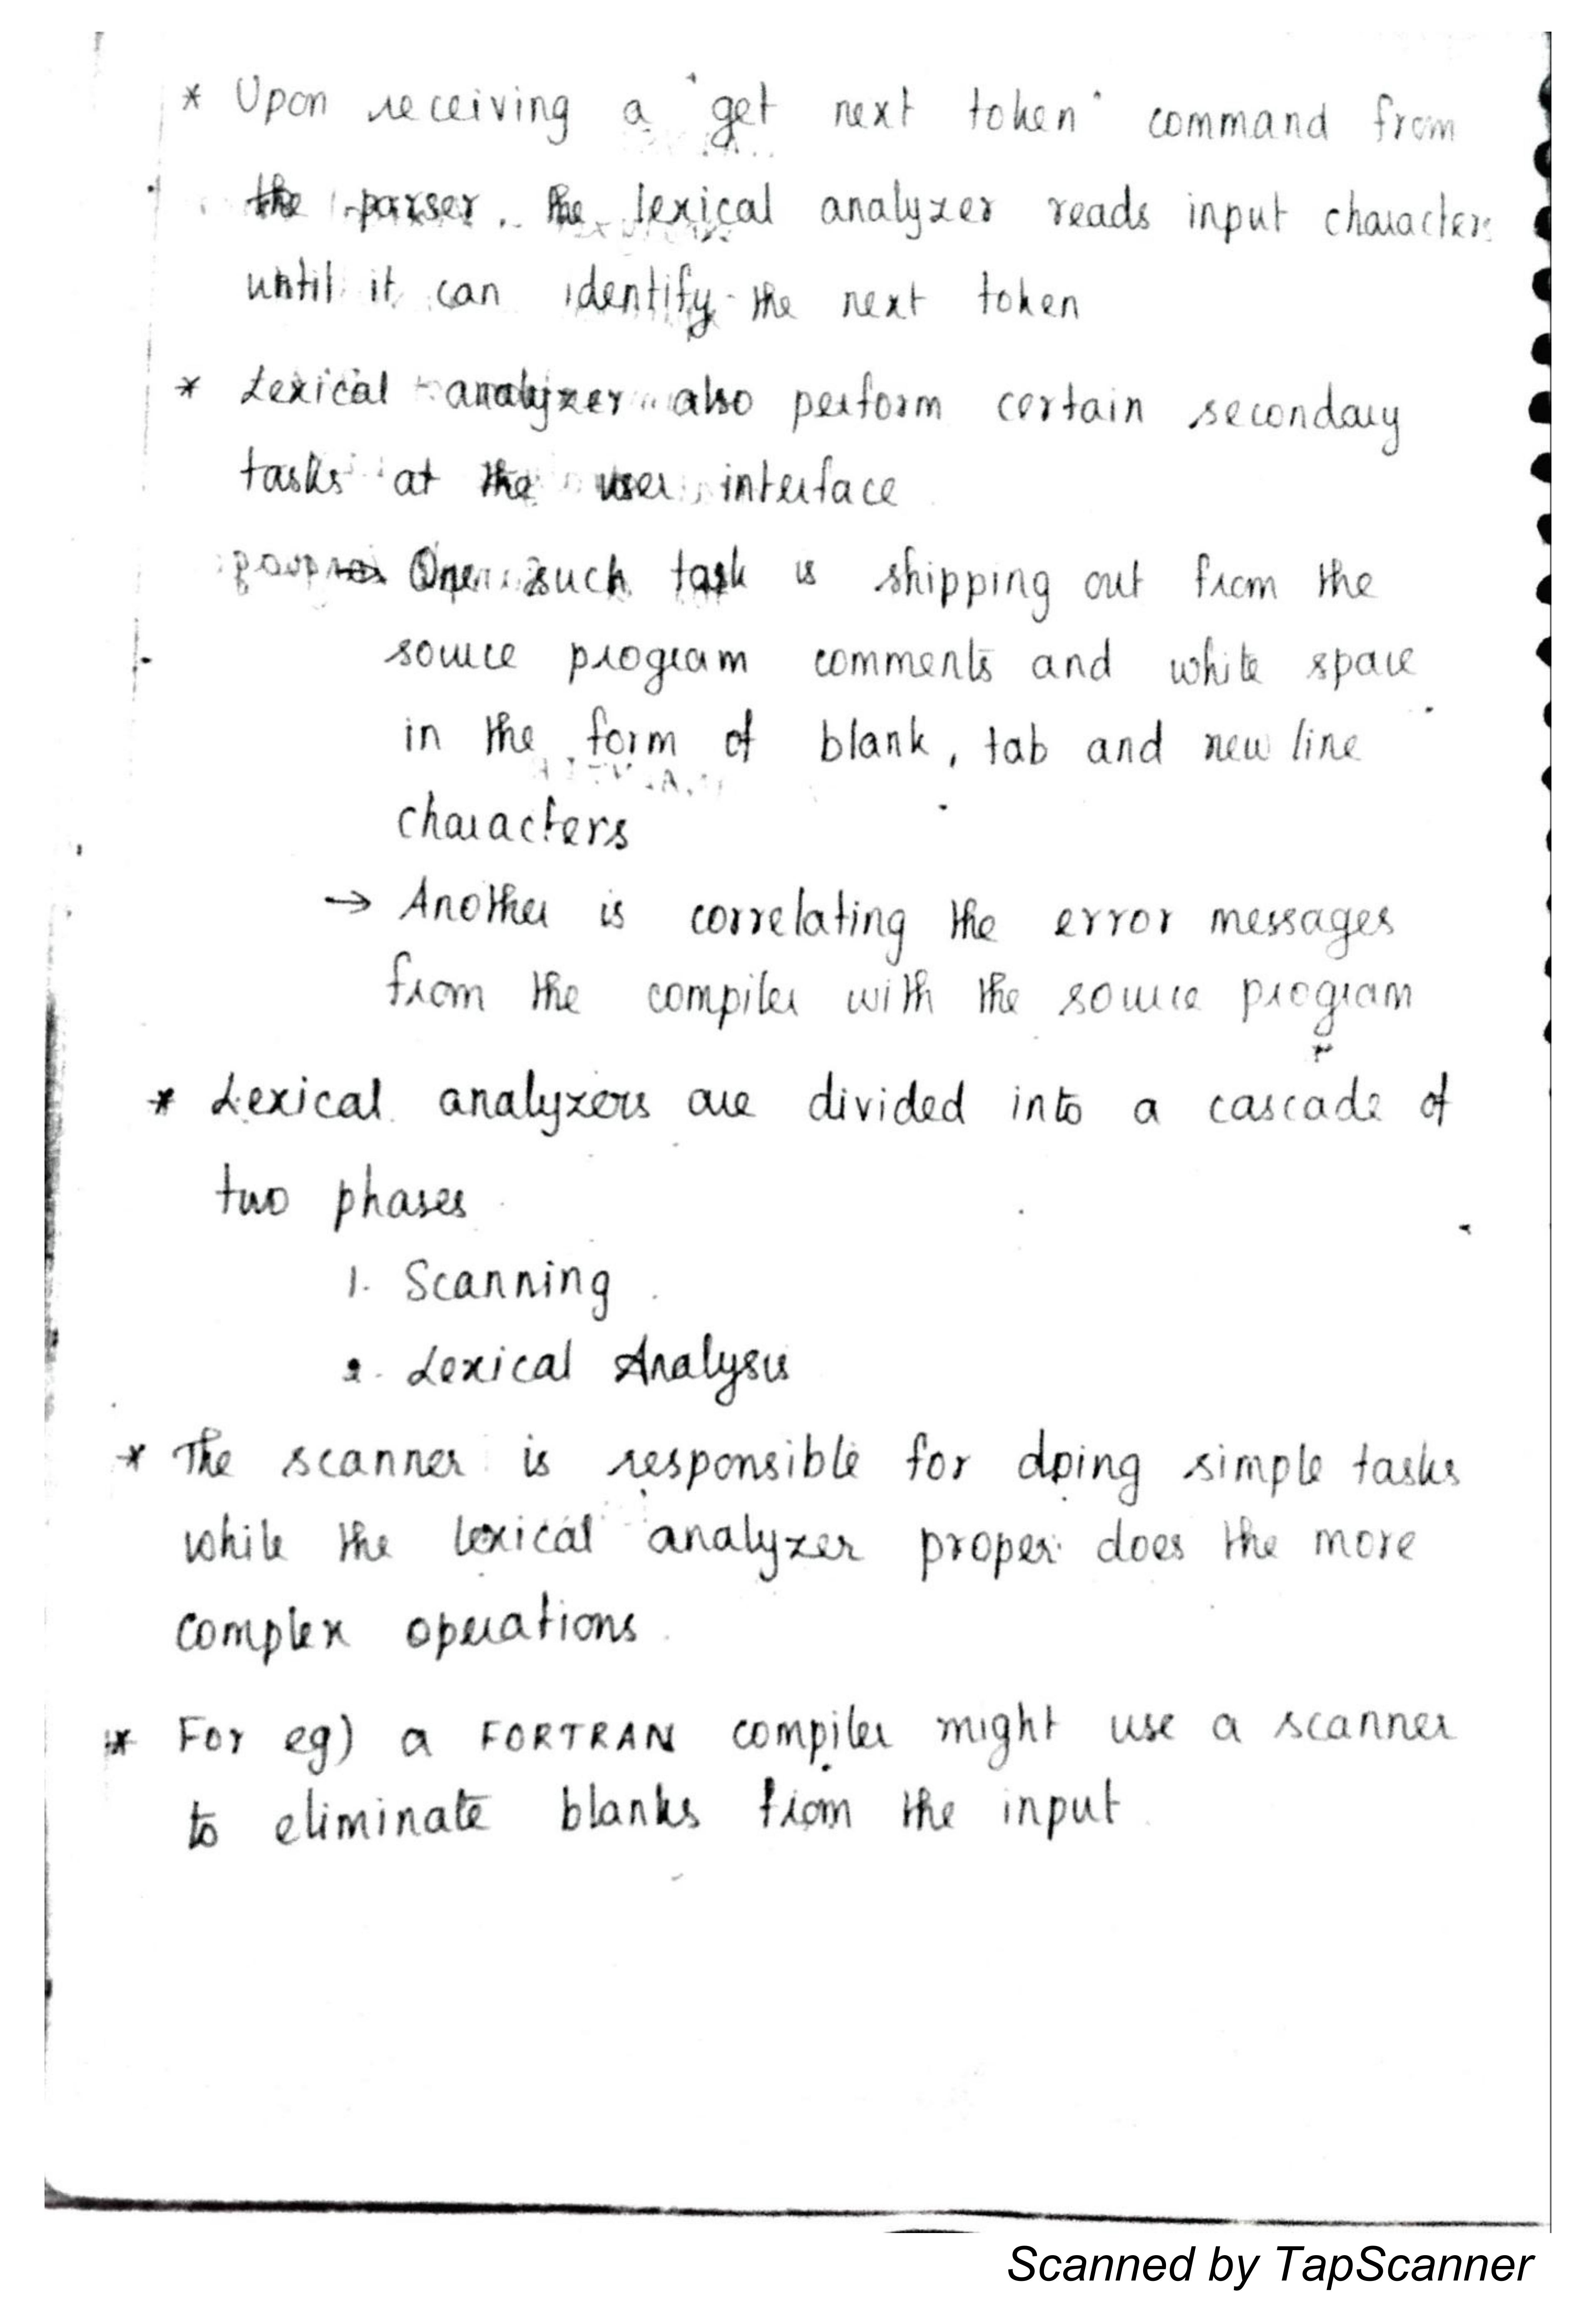 * Upon receiving a "get next token" command from
the parser, the lexical analyzer reads input characters
until it can identify the next token
* Lexical analyzer also perform certain secondary
tasks at the user interface
→ One such task is shipping out from the
source program comments and white space
in the form of blank, tab and new line
characters
→ Another is correlating the error messages
from the compiler with the source program
* Lexical analyzers are divided into a cascade of
two phases
1. Scanning
2. Lexical Analysis
* The scanner is responsible for doing simple tasks
while the lexical analyzer proper does the more
complex operations
* For eg) a FORTRAN compiler might use a scanner
to eliminate blanks from the input
Scanned by TapScanner